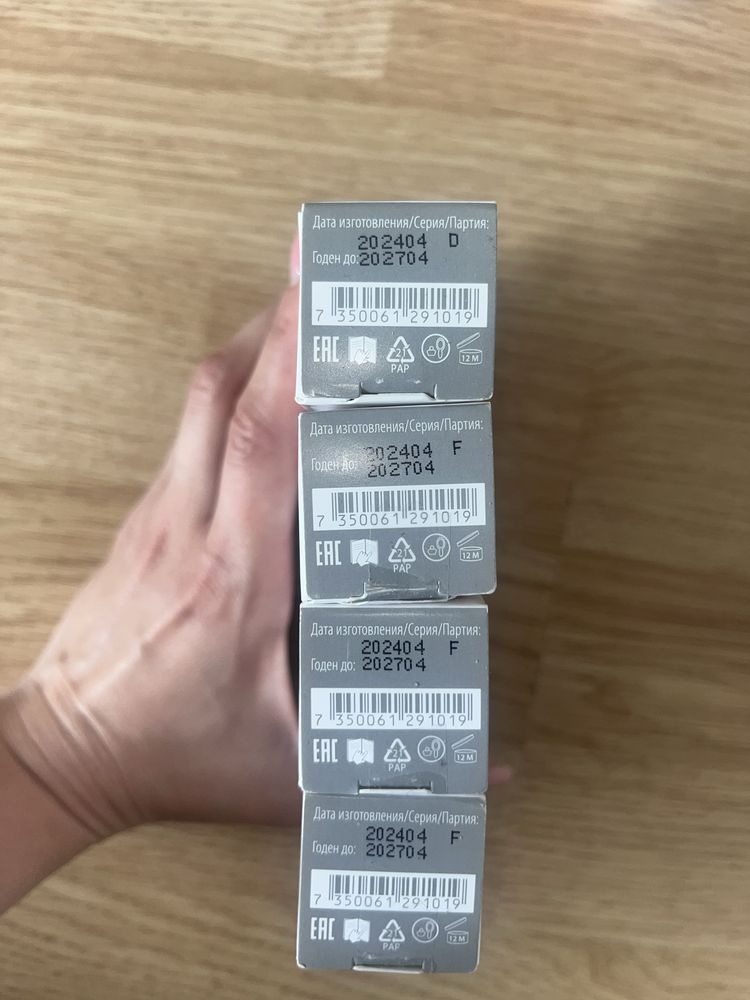 Дата изготовления/Серия/Партия:
202404 D
Годен до: 202704
7 350061 291019
EAC
21
PAP
12 M
Дата изготовления/Серия/Партия:
202404 F
Годен до: 202704
7 350061 291019
EAC
21
PAP
12 M
Дата изготовления/Серия/Партия:
202404 F
Годен до: 202704
7 350061 291019
EAC
21
PAP
12 M
Дата изготовления/Серия/Партия:
202404 F
Годен до: 202704
7 350061 291019
EAC
21
PAP
12 M